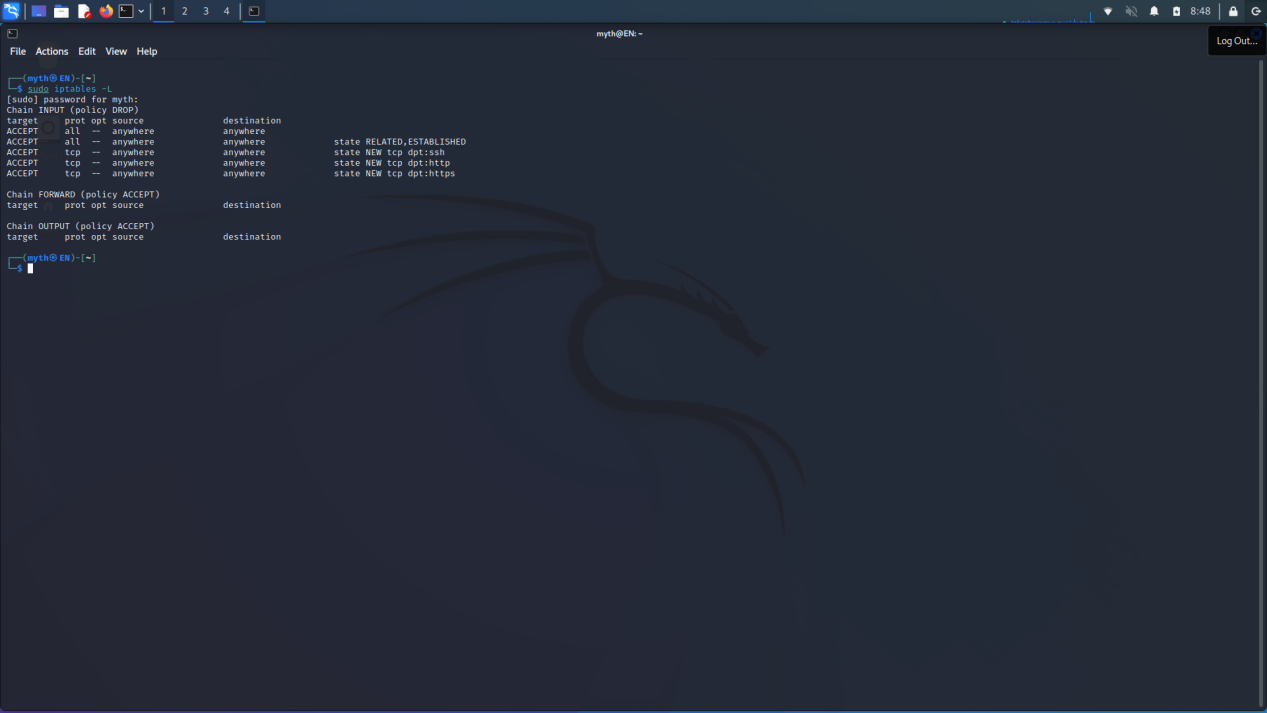 1 2 3 4 8:48
myth@EN: ~
Log Out...
File Actions Edit View Help
┌──(myth㉿EN)-[~]
└─$ sudo iptables -L
[sudo] password for myth:
Chain INPUT (policy DROP)
target     prot opt source               destination
ACCEPT     all  --  anywhere             anywhere
ACCEPT     all  --  anywhere             anywhere             state RELATED,ESTABLISHED
ACCEPT     tcp  --  anywhere             anywhere             state NEW tcp dpt:ssh
ACCEPT     tcp  --  anywhere             anywhere             state NEW tcp dpt:http
ACCEPT     tcp  --  anywhere             anywhere             state NEW tcp dpt:https
Chain FORWARD (policy ACCEPT)
target     prot opt source               destination
Chain OUTPUT (policy ACCEPT)
target     prot opt source               destination
┌──(myth㉿EN)-[~]
└─$